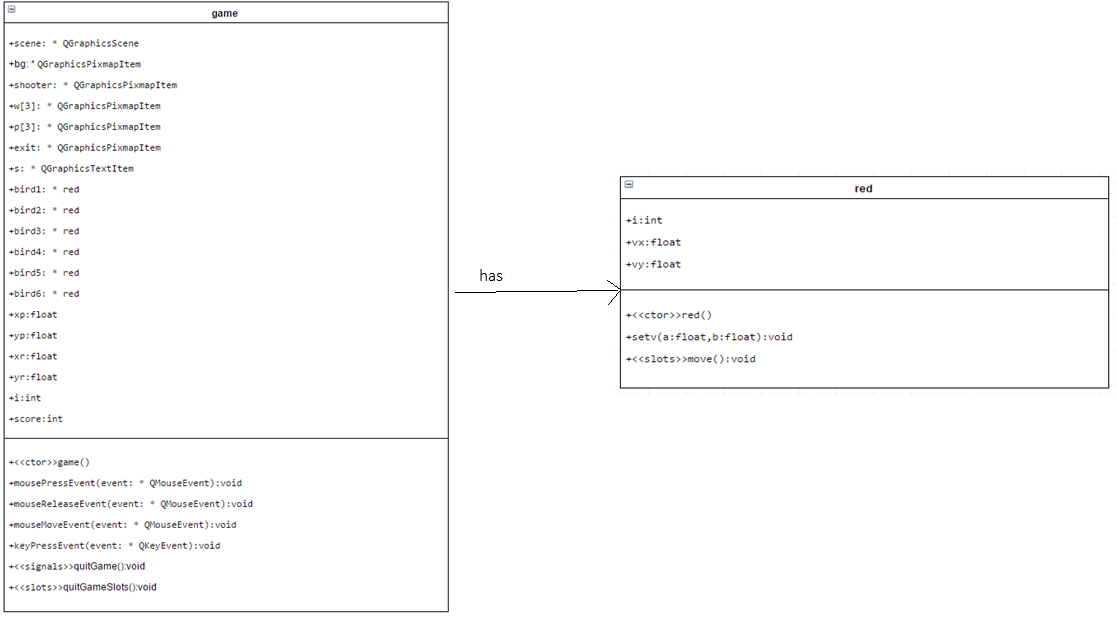 game
+scene: * QGraphicsScene
+bg: * QGraphicsPixmapItem
+shooter: * QGraphicsPixmapItem
+w[3]: * QGraphicsPixmapItem
+p[3]: * QGraphicsPixmapItem
+exit: * QGraphicsPixmapItem
+s: * QGraphicsTextItem
+bird1: * red
+bird2: * red
+bird3: * red
+bird4: * red
+bird5: * red
+bird6: * red
+xp:float
+yp:float
+xr:float
+yr:float
+i:int
+score:int
+<<ctor>>game()
+mousePressEvent(event: * QMouseEvent):void
+mouseReleaseEvent(event: * QMouseEvent):void
+mouseMoveEvent(event: * QMouseEvent):void
+keyPressEvent(event: * QKeyEvent):void
+<<signals>>quitGame():void
+<<slots>>quitGameSlots():void
has
red
+i:int
+vx:float
+vy:float
+<<ctor>>red()
+setv(a:float,b:float):void
+<<slots>>move():void